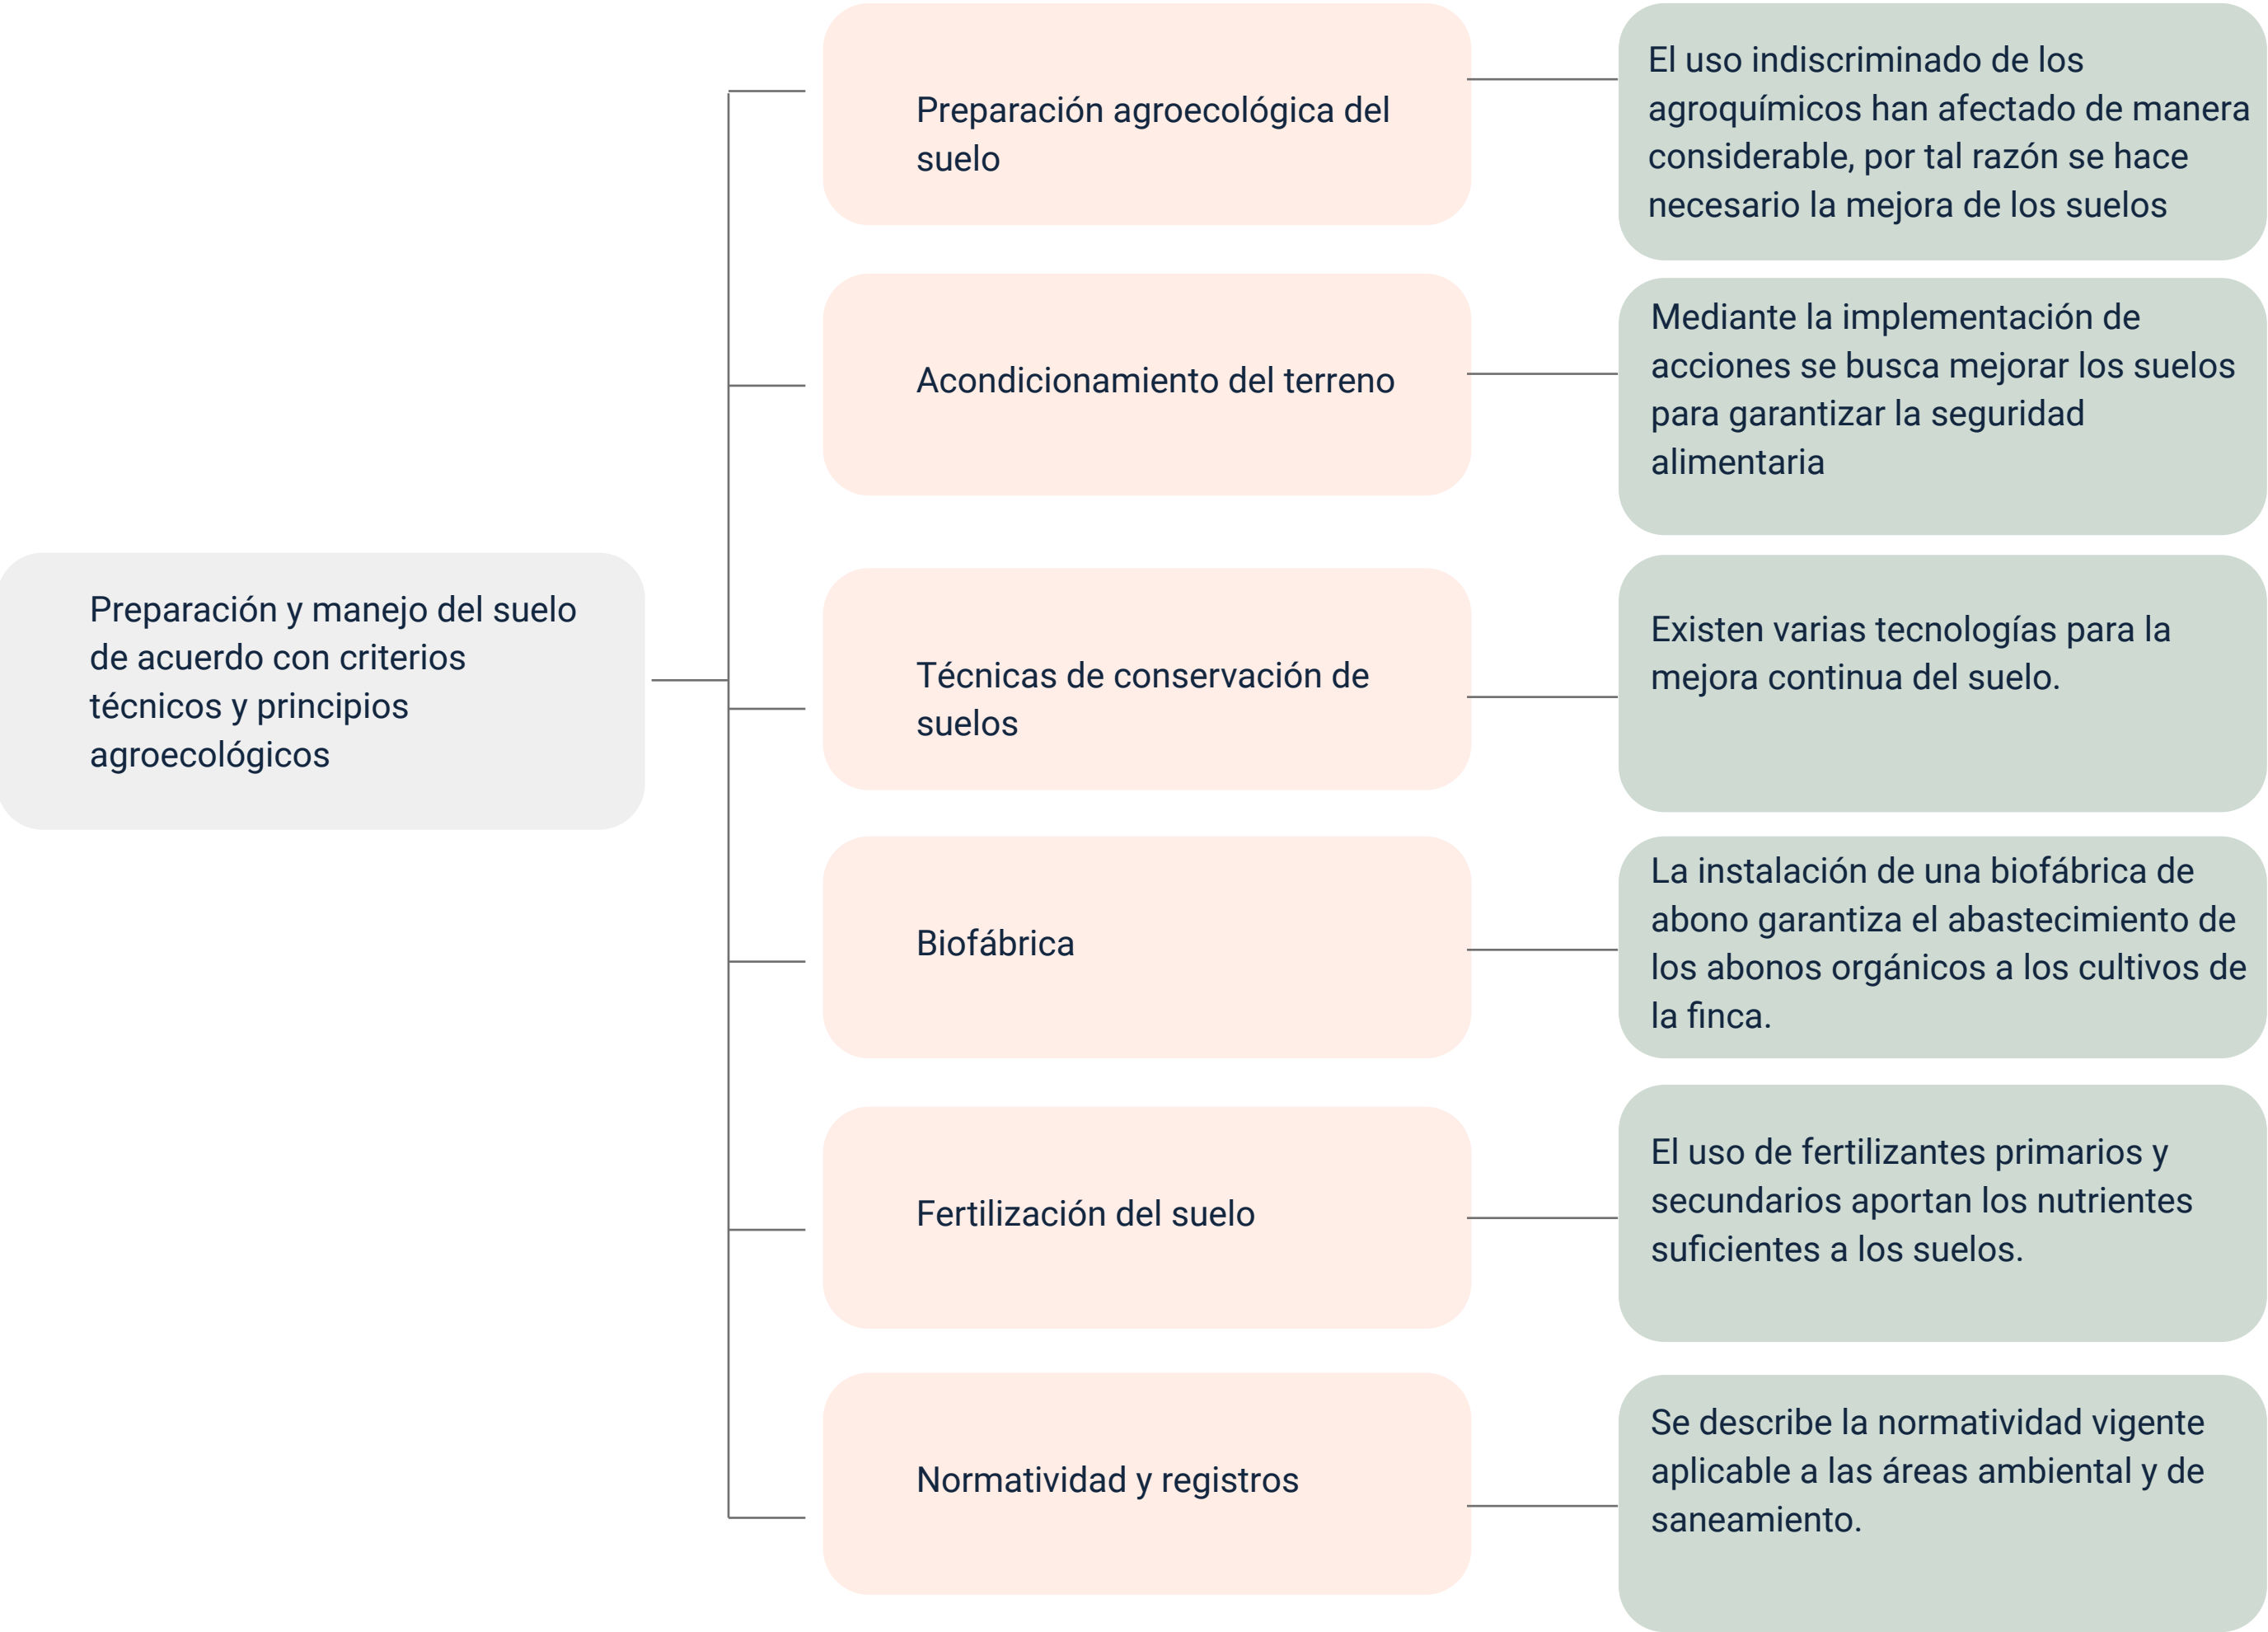 Preparación y manejo del suelo
de acuerdo con criterios
técnicos y principios
agroecológicos
Preparación agroecológica del
suelo
El uso indiscriminado de los
agroquímicos han afectado de manera
considerable, por tal razón se hace
necesario la mejora de los suelos
Acondicionamiento del terreno
Mediante la implementación de
acciones se busca mejorar los suelos
para garantizar la seguridad
alimentaria
Técnicas de conservación de
suelos
Existen varias tecnologías para la
mejora continua del suelo.
Biofábrica
La instalación de una biofábrica de
abono garantiza el abastecimiento de
los abonos orgánicos a los cultivos de
la finca.
Fertilización del suelo
El uso de fertilizantes primarios y
secundarios aportan los nutrientes
suficientes a los suelos.
Normatividad y registros
Se describe la normatividad vigente
aplicable a las áreas ambiental y de
saneamiento.